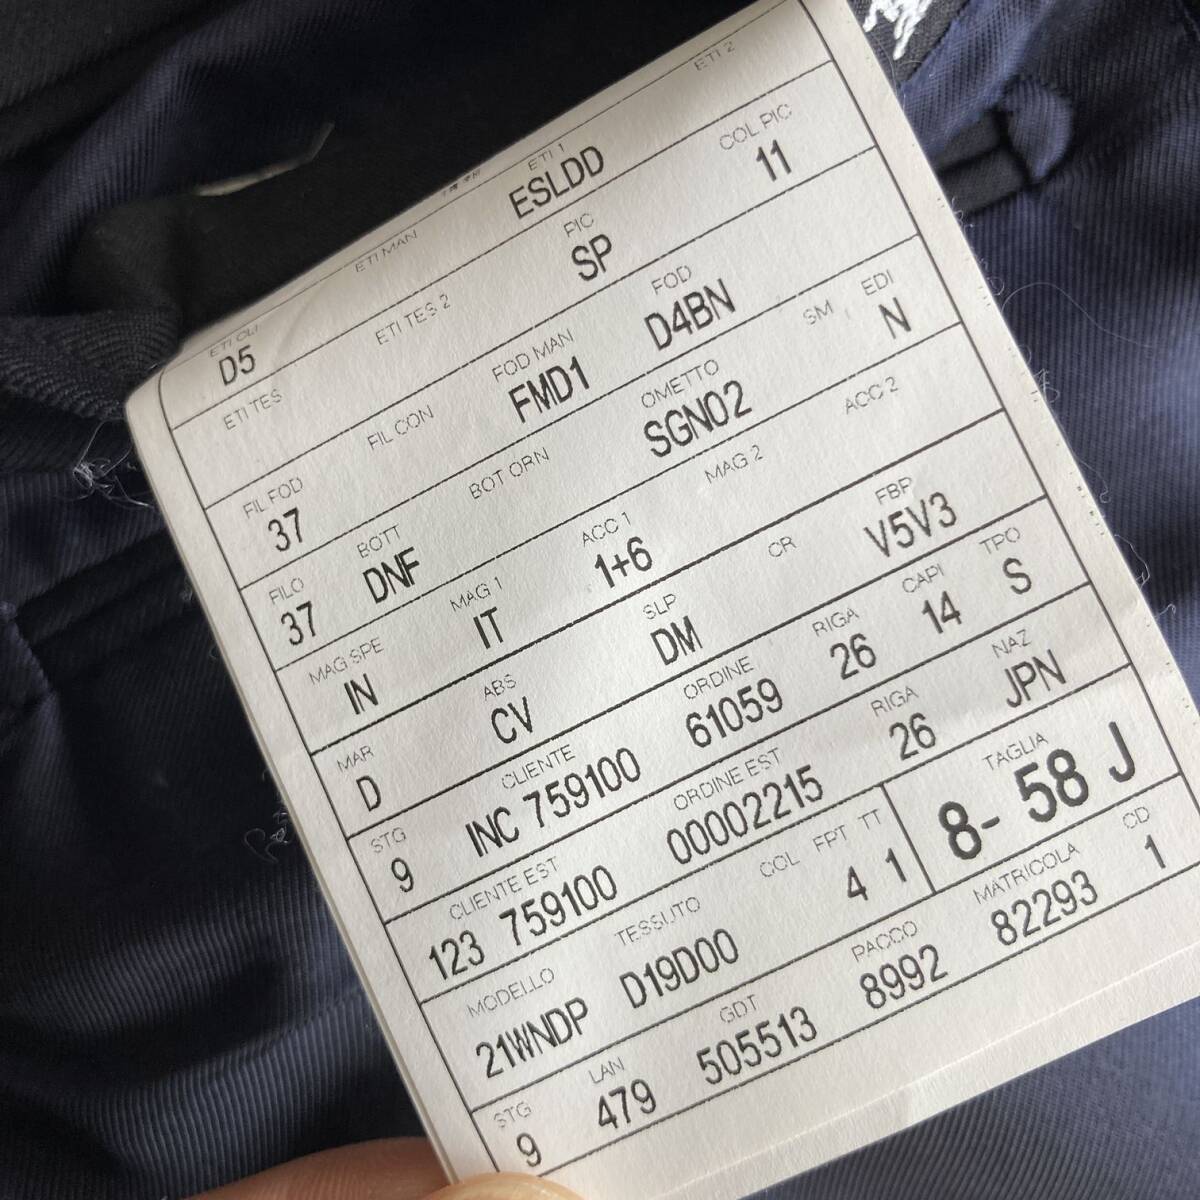 ETI CLI ETI MAN ETI 1 ETI 2
D5 ESLDD
ETI TES ETI TES 2 PIC COL PIC
SP 11
FIL FOD FIL CON FOD MAN FOD
37 FMD1 D4BN
FILO BOTT BOT ORN OMETTO SM EDI
37 DNF SGN02 N
MAG SPE MAG 1 ACC 1 MAG 2 ACC 2
IN IT 1+6
MAR ABS SLP CR FBP
D CV DM V5V3
STG CLIENTE ORDINE RIGA CAPI TPO
9 INC 759100 61059 26 14 S
CLIENTE EST ORDINE EST RIGA NAZ
123 759100 00002215 26 JPN
MODELLO TESSUTO COL FPT TT TAGLIA
21WNDP D19D00 4 1 8- 58 J
STG LAN GDT PACCO MATRICOLA CD
9 479 505513 8992 82293 1